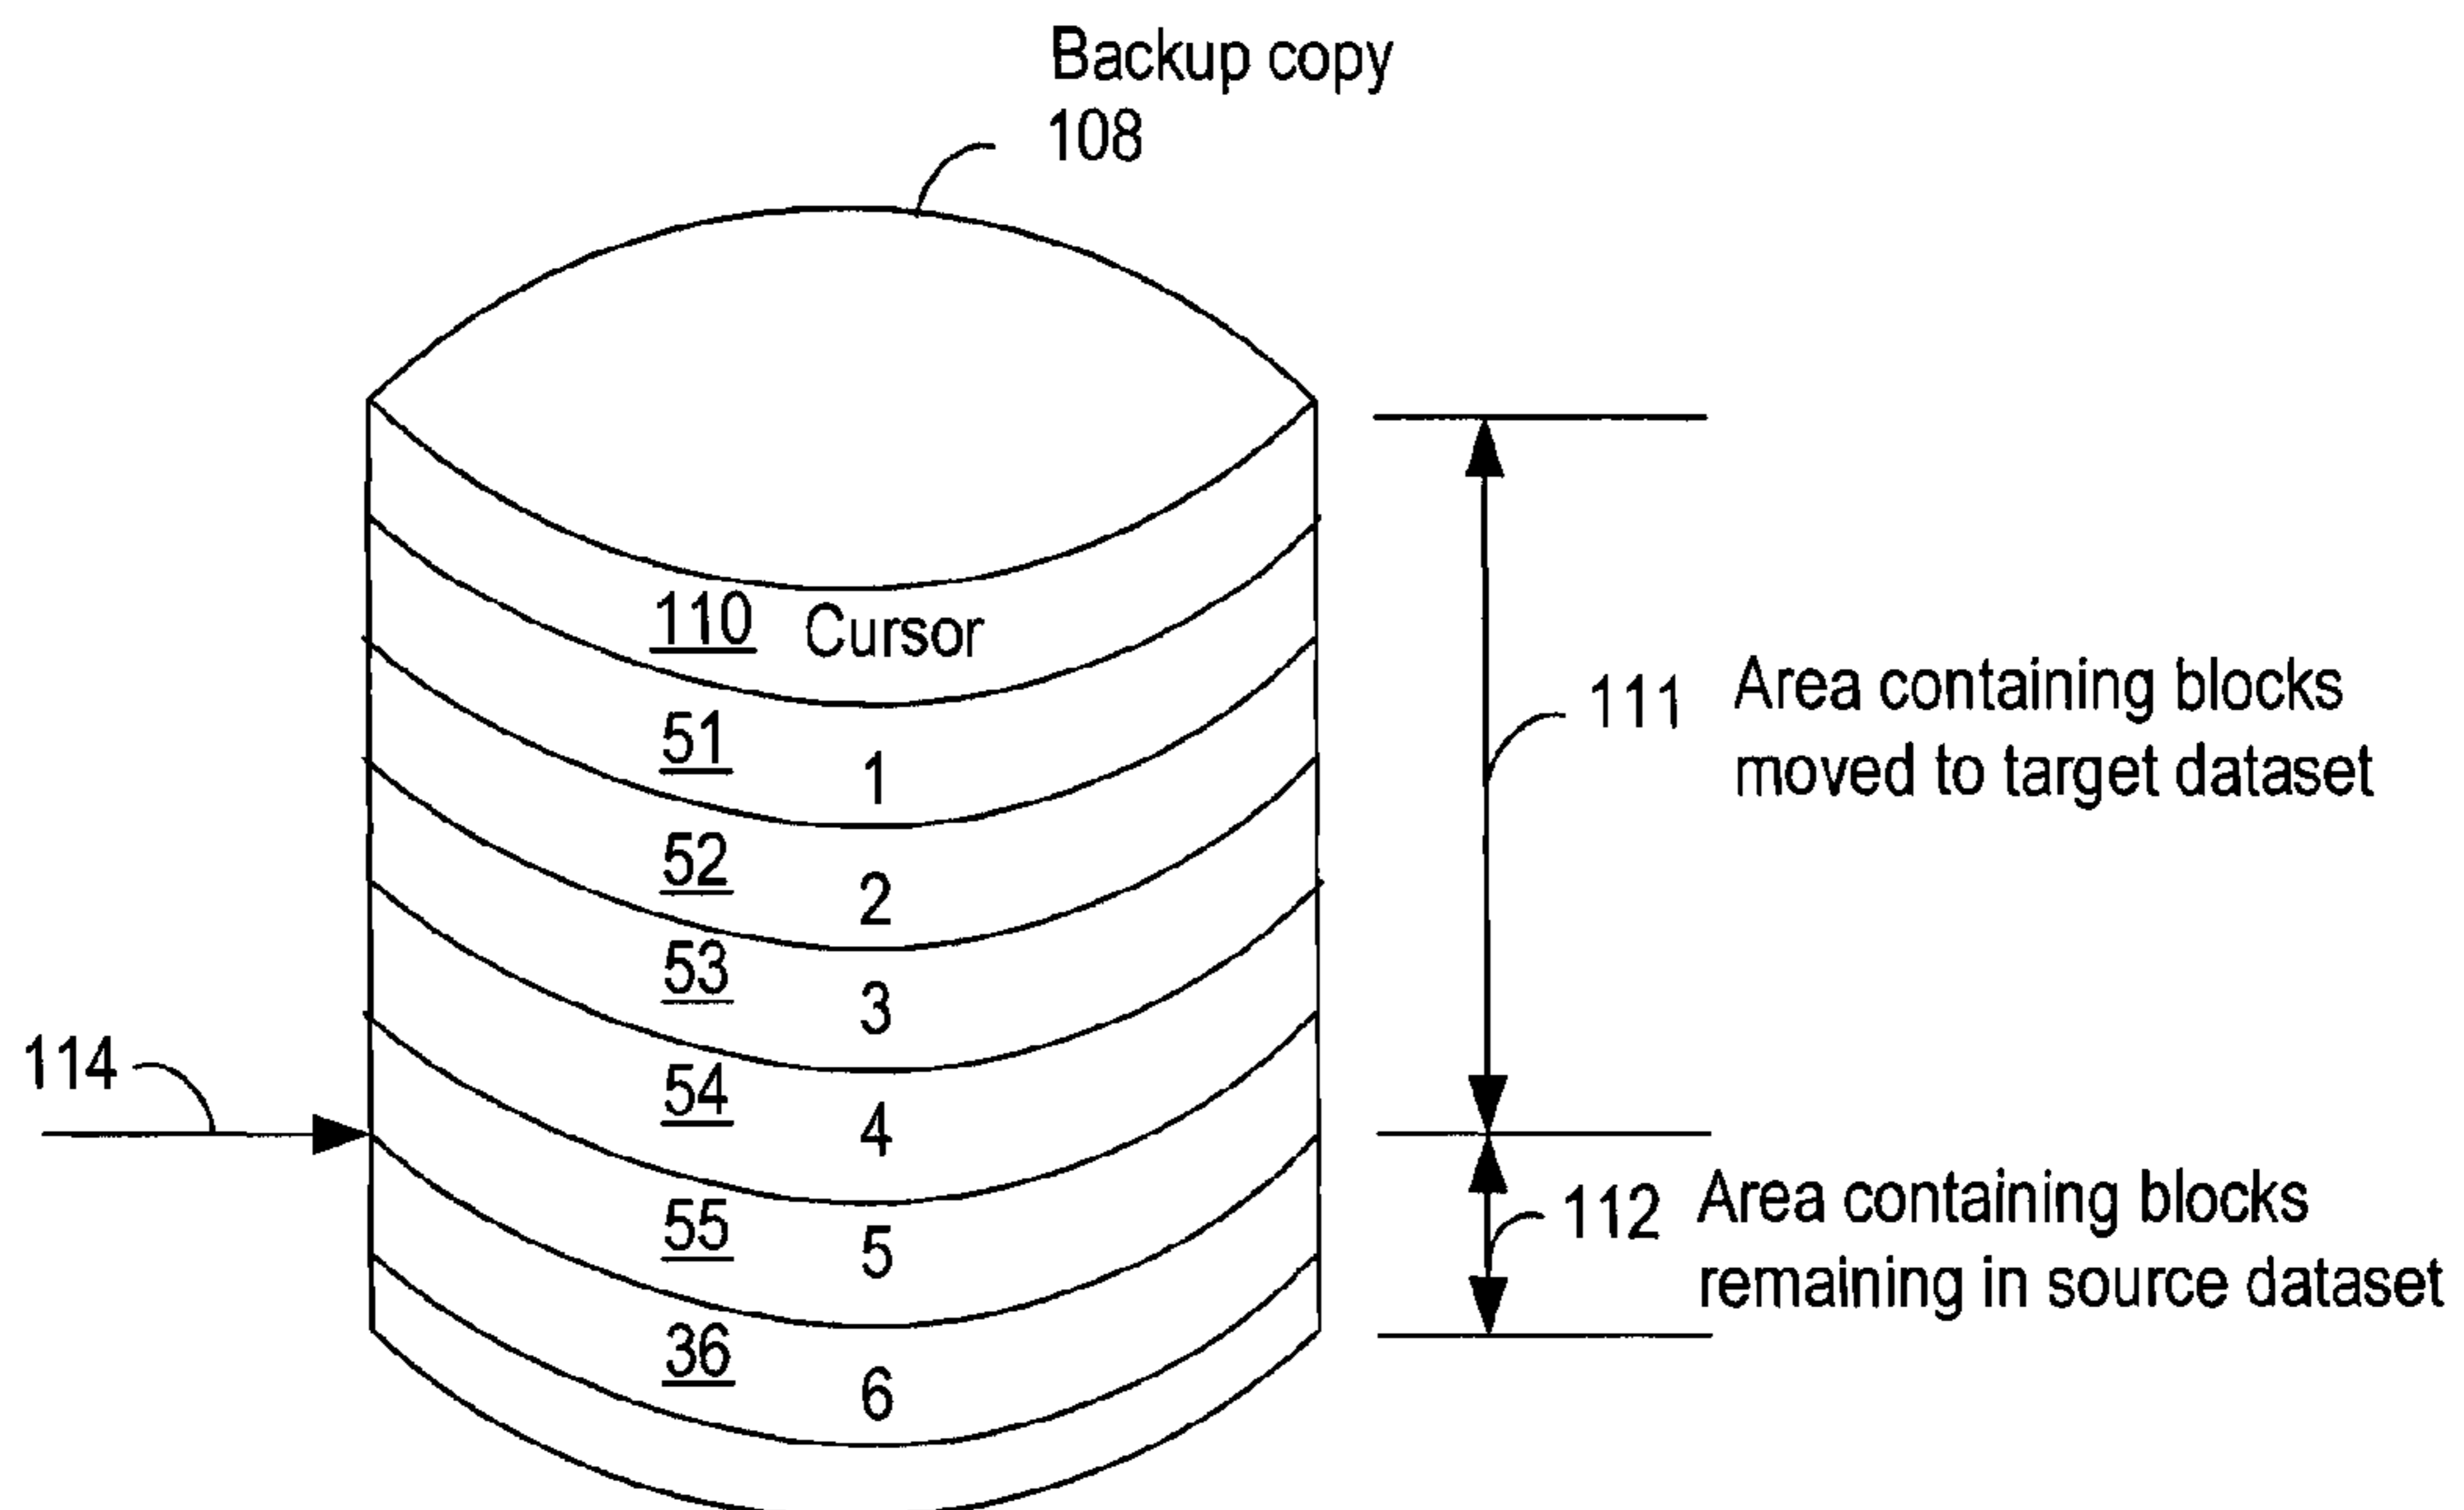 Backup copy
108
110 Cursor
51 1
52 2
53 3
54 4
55 5
36 6
114
111 Area containing blocks
moved to target dataset
112 Area containing blocks
remaining in source dataset